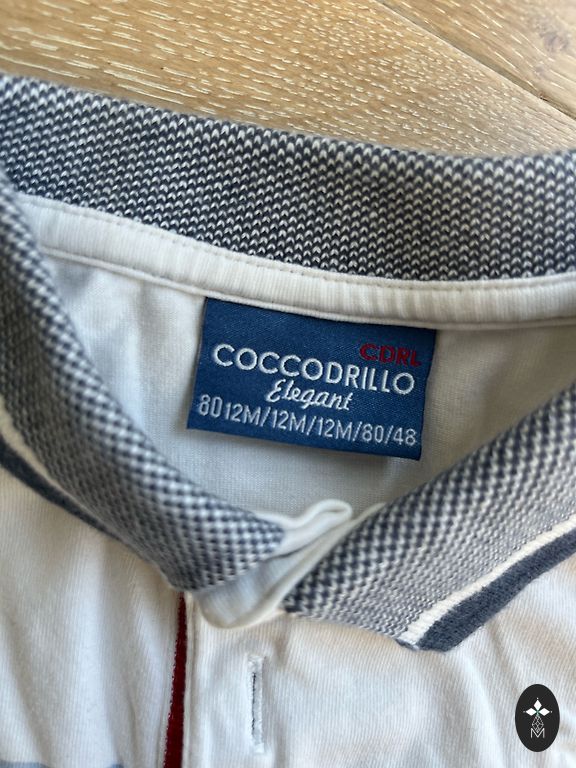 CDRL
COCCODRILLO
Elegant
80 12M/12M/12M/80/48
M